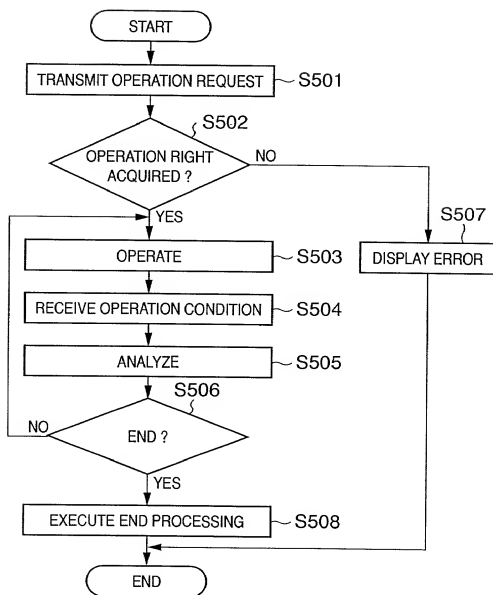 START
TRANSMIT OPERATION REQUEST
S501
S502
OPERATION RIGHT
ACQUIRED ?
NO
YES
S507
DISPLAY ERROR
OPERATE
S503
RECEIVE OPERATION CONDITION
S504
ANALYZE
S505
S506
END ?
NO
YES
EXECUTE END PROCESSING
S508
END